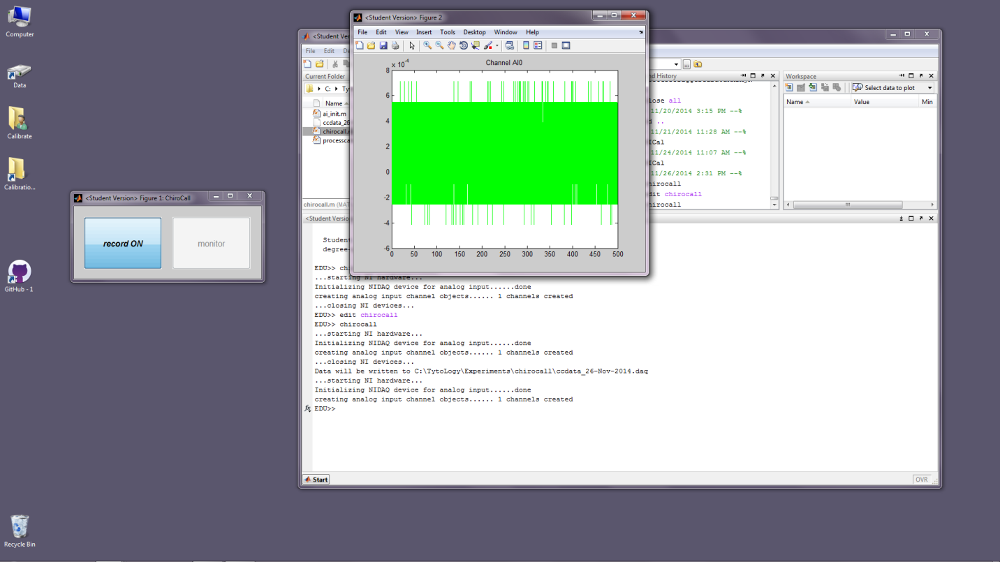 Computer
Data
Calibrate
Calibratio...
GitHub - 1
Recycle Bin
<Student Version> Figure 1: ChiroCall
record ON
monitor
<Student Version> Figure 2
File Edit View Insert Tools Desktop Window Help
Channel AI0
x 10-4
8
6
4
2
0
-2
-4
-6
0 50 100 150 200 250 300 350 400 450 500
<Student Ve
File Edit
Current Folder
C: Ty
Name
ai_init.m
ccdata_26
chirocall.m
processca
chirocall.m (MAT
d History
lose all
11/20/2014 3:15 PM --%
d ..
11/21/2014 11:28 AM --%
ICal
11/24/2014 11:07 AM --%
ICal
11/26/2014 2:31 PM --%
hirocall
dit chirocall
hirocall
Workspace
Select data to plot
Name Value Min
<Student Versio
Student
degree-
EDU>> chi
...starting NI hardware...
Initializing NIDAQ device for analog input......done
creating analog input channel objects...... 1 channels created
...closing NI devices...
EDU>> edit chirocall
EDU>> chirocall
...starting NI hardware...
Initializing NIDAQ device for analog input......done
creating analog input channel objects...... 1 channels created
...closing NI devices...
Data will be written to C:\TytoLogy\Experiments\chirocall\ccdata_26-Nov-2014.daq
...starting NI hardware...
Initializing NIDAQ device for analog input......done
creating analog input channel objects...... 1 channels created
fx EDU>>
Start
OVR